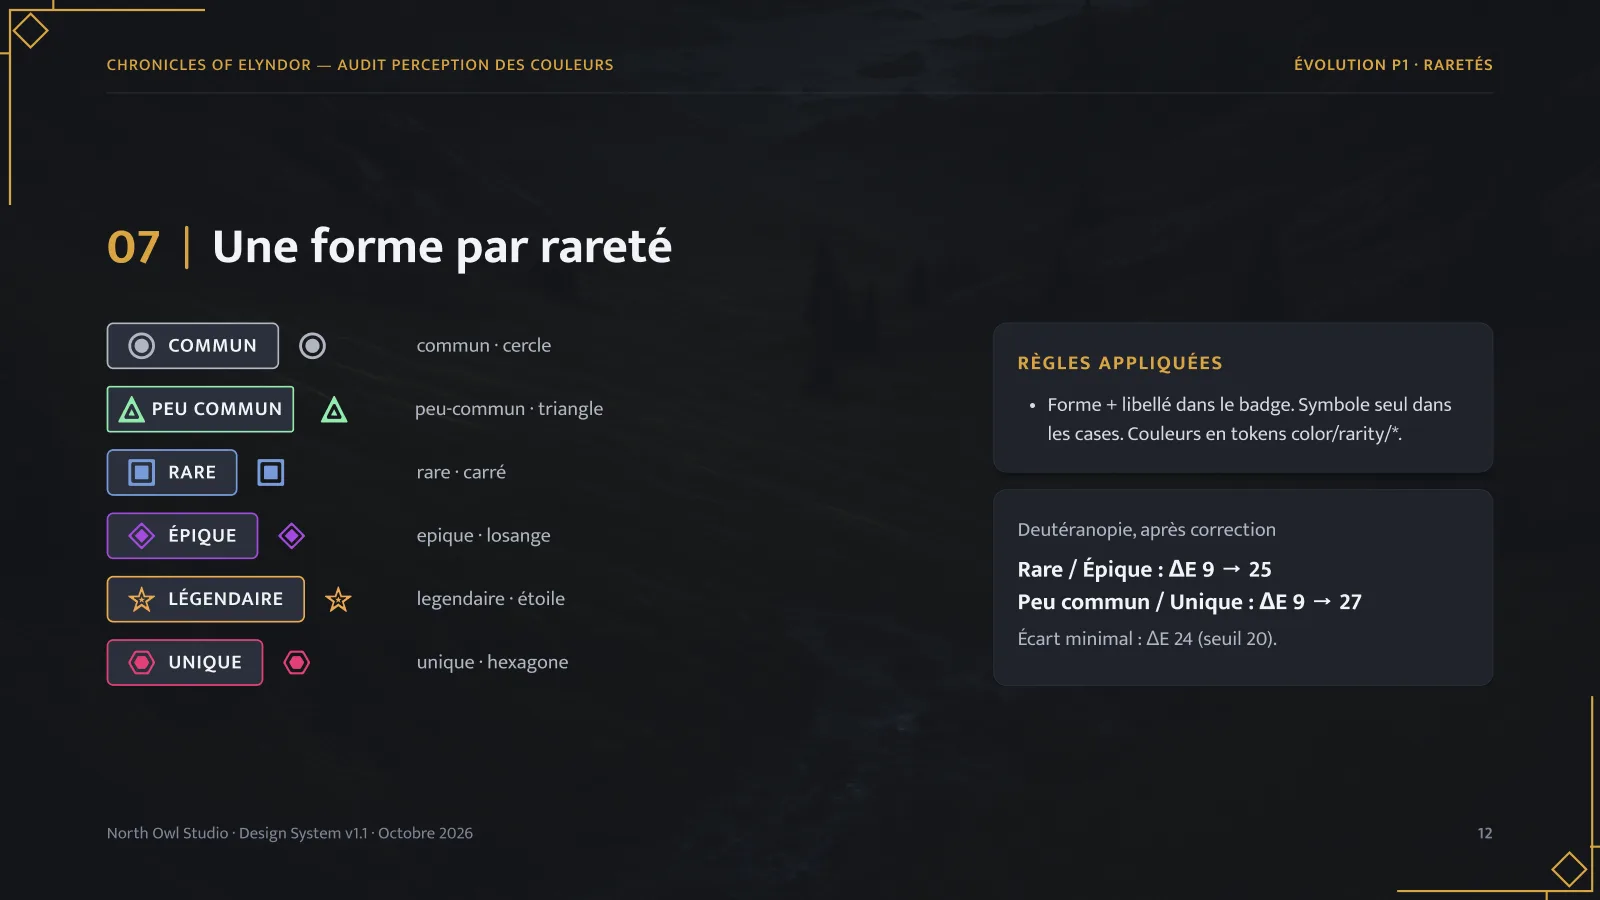 CHRONICLES OF ELYNDOR — AUDIT PERCEPTION DES COULEURS
ÉVOLUTION P1 · RARETÉS
07 | Une forme par rareté
COMMUN
commun · cercle
PEU COMMUN
peu-commun · triangle
RARE
rare · carré
ÉPIQUE
epique · losange
LÉGENDAIRE
legendaire · étoile
UNIQUE
unique · hexagone
RÈGLES APPLIQUÉES
• Forme + libellé dans le badge. Symbole seul dans
les cases. Couleurs en tokens color/rarity/*.
Deutéranopie, après correction
Rare / Épique : ΔE 9 → 25
Peu commun / Unique : ΔE 9 → 27
Écart minimal : ΔE 24 (seuil 20).
North Owl Studio · Design System v1.1 · Octobre 2026
12